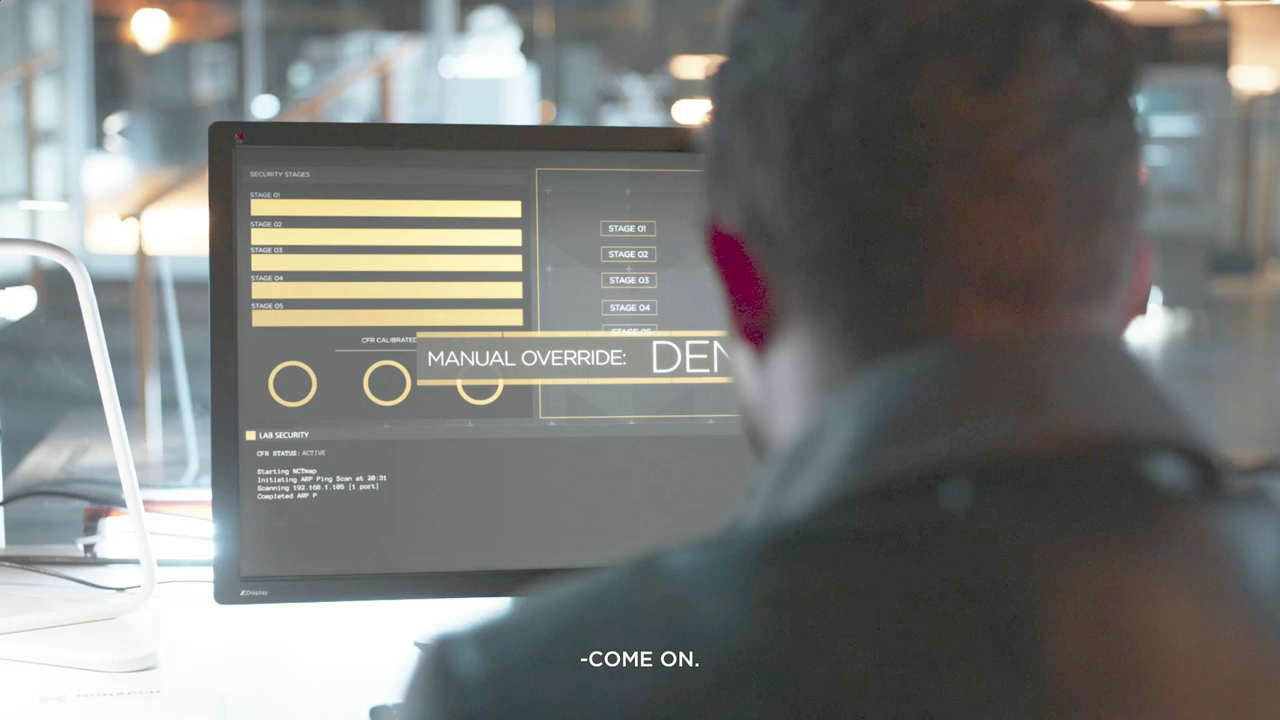 SECURITY STAGES
STAGE 01
STAGE 02
STAGE 03
STAGE 04
STAGE 05
STAGE 01
STAGE 02
STAGE 03
STAGE 04
CFR CALIBRATED
MANUAL OVERRIDE: DEN
LAB SECURITY
CFR STATUS: ACTIVE
Starting NCTmap
Initiating ARP Ping Scan at 20:31
Scanning 192.168.1.105 [1 port]
Completed ARP P
ZDisplay
MONARCH
-COME ON.